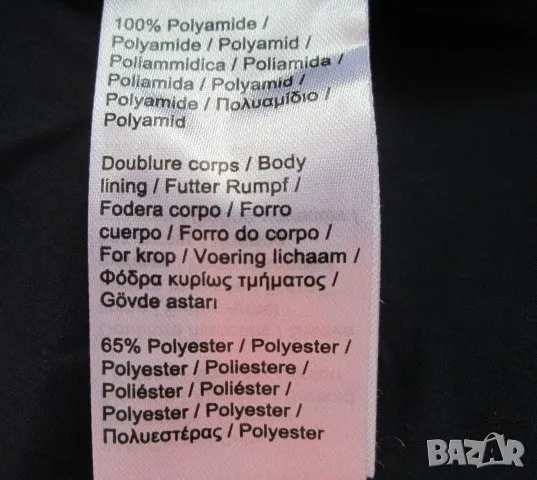 100% Polyamide /
Polyamide / Polyamid /
Poliammidica / Poliamida /
Poliamida / Polyamid /
Polyamide / Πολυαμίδιο /
Polyamid
Doublure corps / Body
lining / Futter Rumpf /
Fodera corpo / Forro
cuerpo / Forro do corpo /
For krop / Voering lichaam /
Φόδρα κυρίως τμήματος /
Gövde astarı
65% Polyester / Polyester /
Polyester / Poliestere /
Poliéster / Poliéster /
Polyester / Polyester /
Πολυεστέρας / Polyester
BAZAR